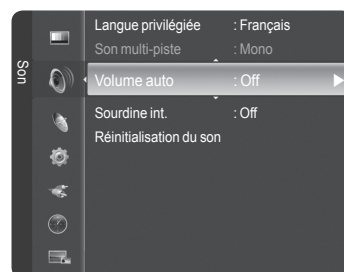 Son
Langue privilégiée : Français
Son multi-piste : Mono
Volume auto : Off
Sourdine int. : Off
Réinitialisation du son